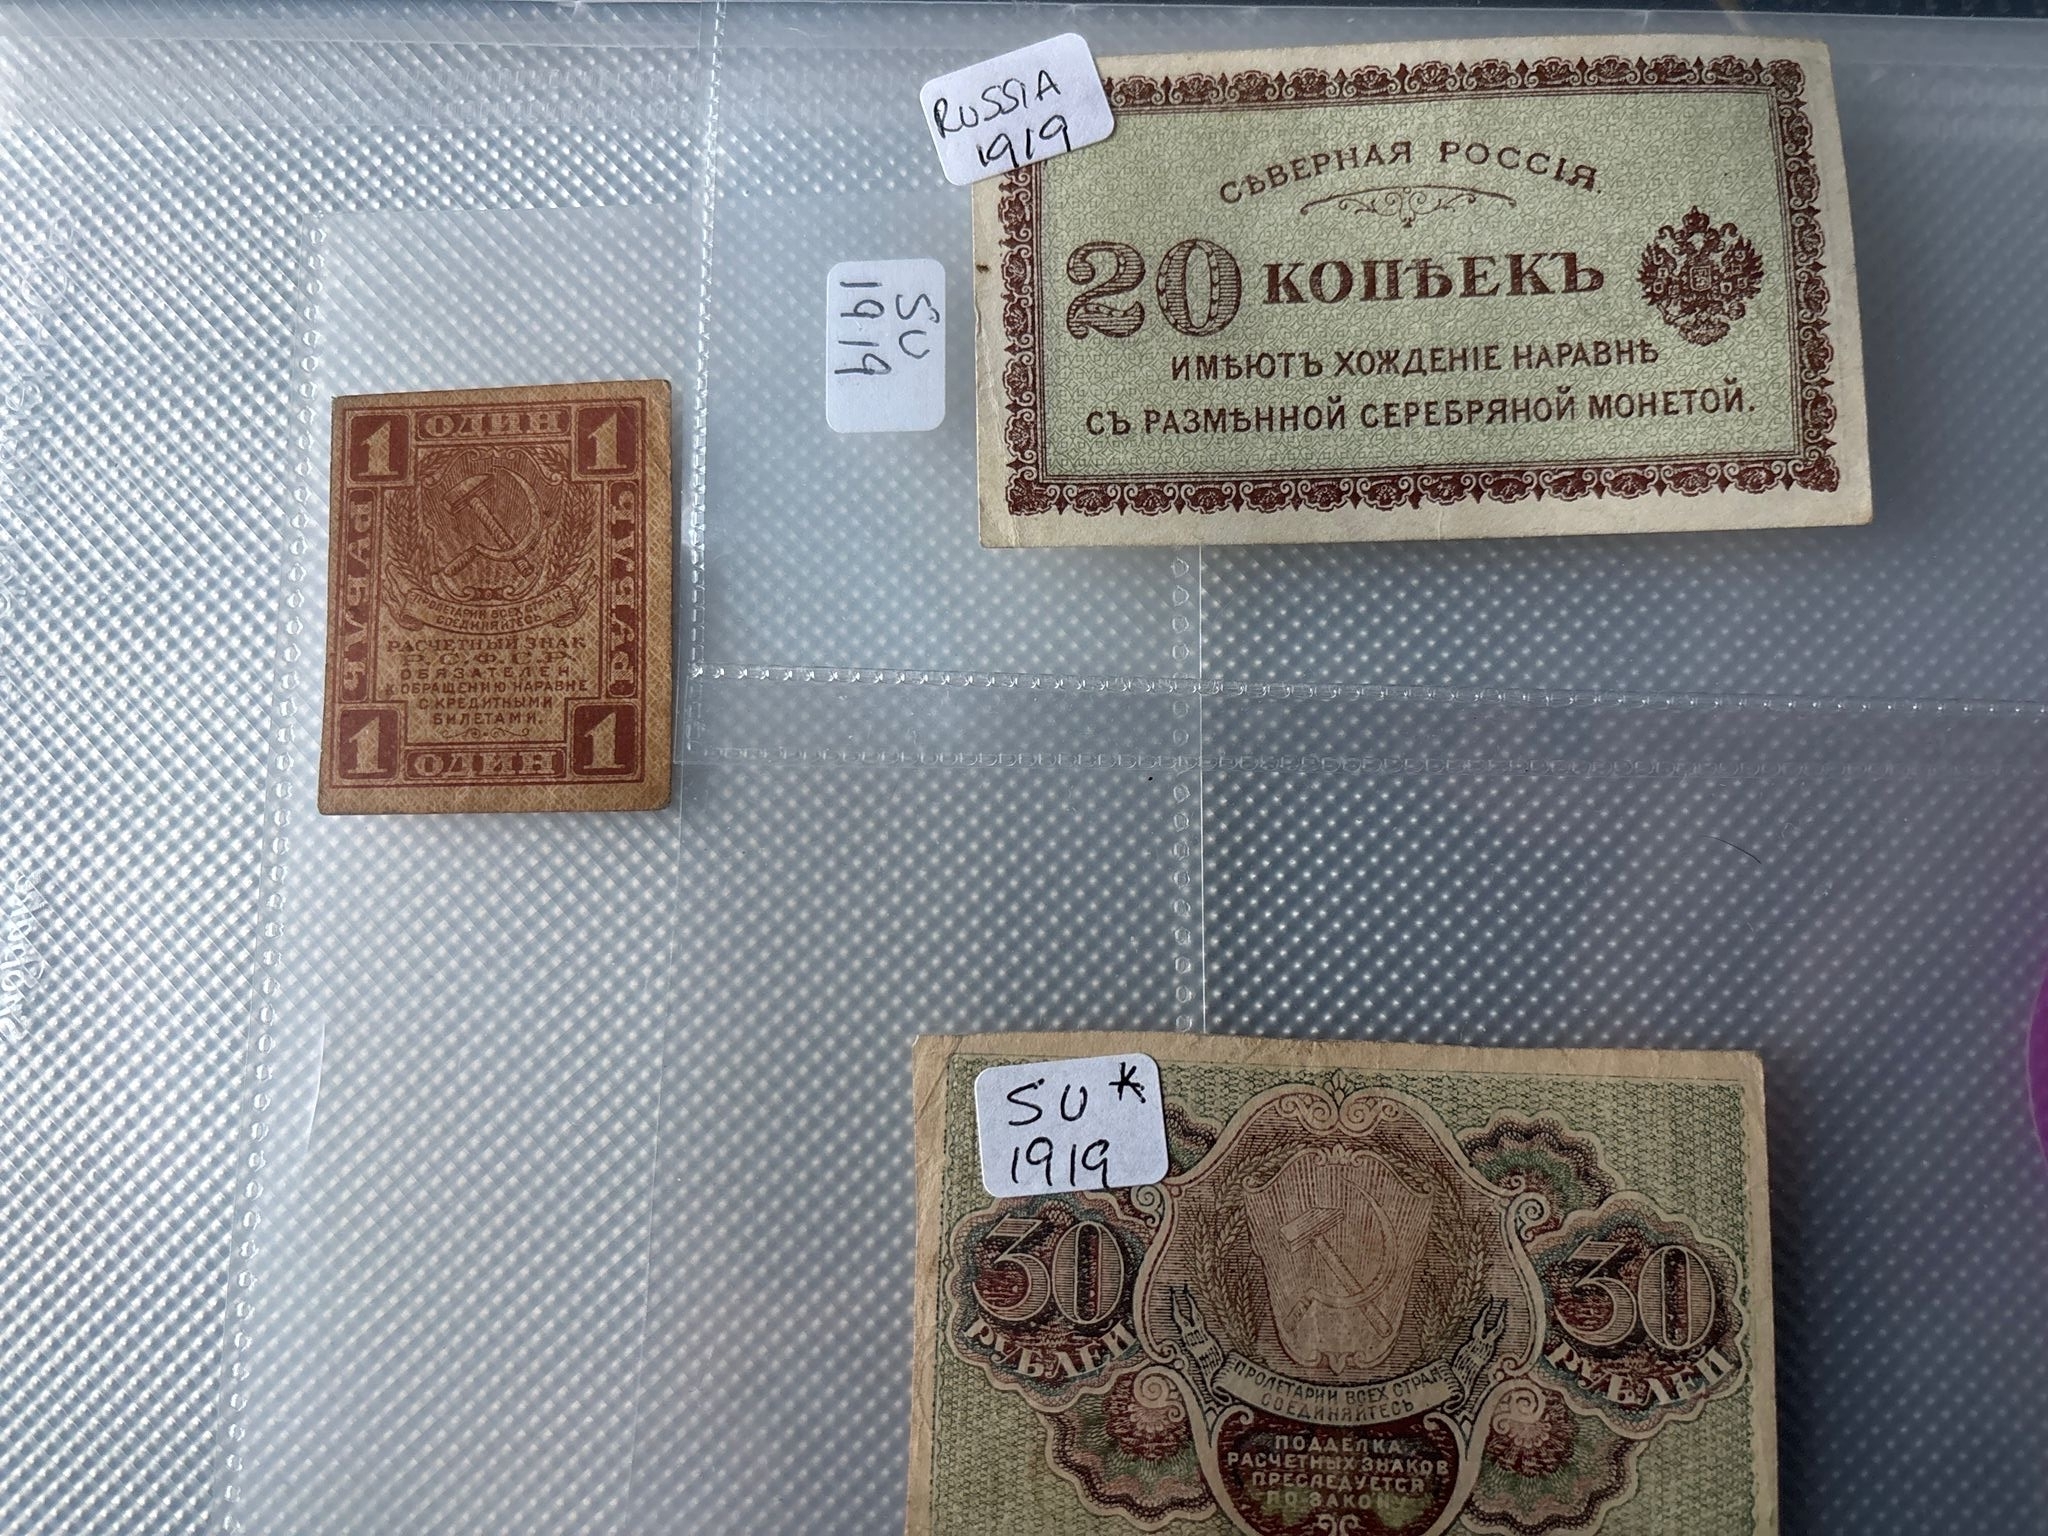 RUSSIA
1919
СѢВЕРНАЯ РОССІЯ.
20 КОПѢЕКЪ
ИМѢЮТЪ ХОЖДЕНІЕ НАРАВНѢ
СЪ РАЗМѢННОЙ СЕРЕБРЯНОЙ МОНЕТОЙ.
SU
1919
1 ОДИН 1
РУБЛЬ
РУБЛЬ
ПРОЛЕТАРИИ ВСЕХ СТРАН
СОЕДИНЯЙТЕСЬ
РАСЧЕТНЫЙ ЗНАК
Р.С.Ф.С.Р.
ОБЯЗАТЕЛЕН
К ОБРАЩЕНИЮ НАРАВНЕ
С КРЕДИТНЫМИ
БИЛЕТАМИ.
1 ОДИН 1
SU*
1919
30
РУБЛЕЙ
30
РУБЛЕЙ
ПРОЛЕТАРИИ ВСЕХ СТРАН
СОЕДИНЯЙТЕСЬ
ПОДДЕЛКА
РАСЧЕТНЫХ ЗНАКОВ
ПРЕСЛЕДУЕТСЯ
ПО ЗАКОНУ